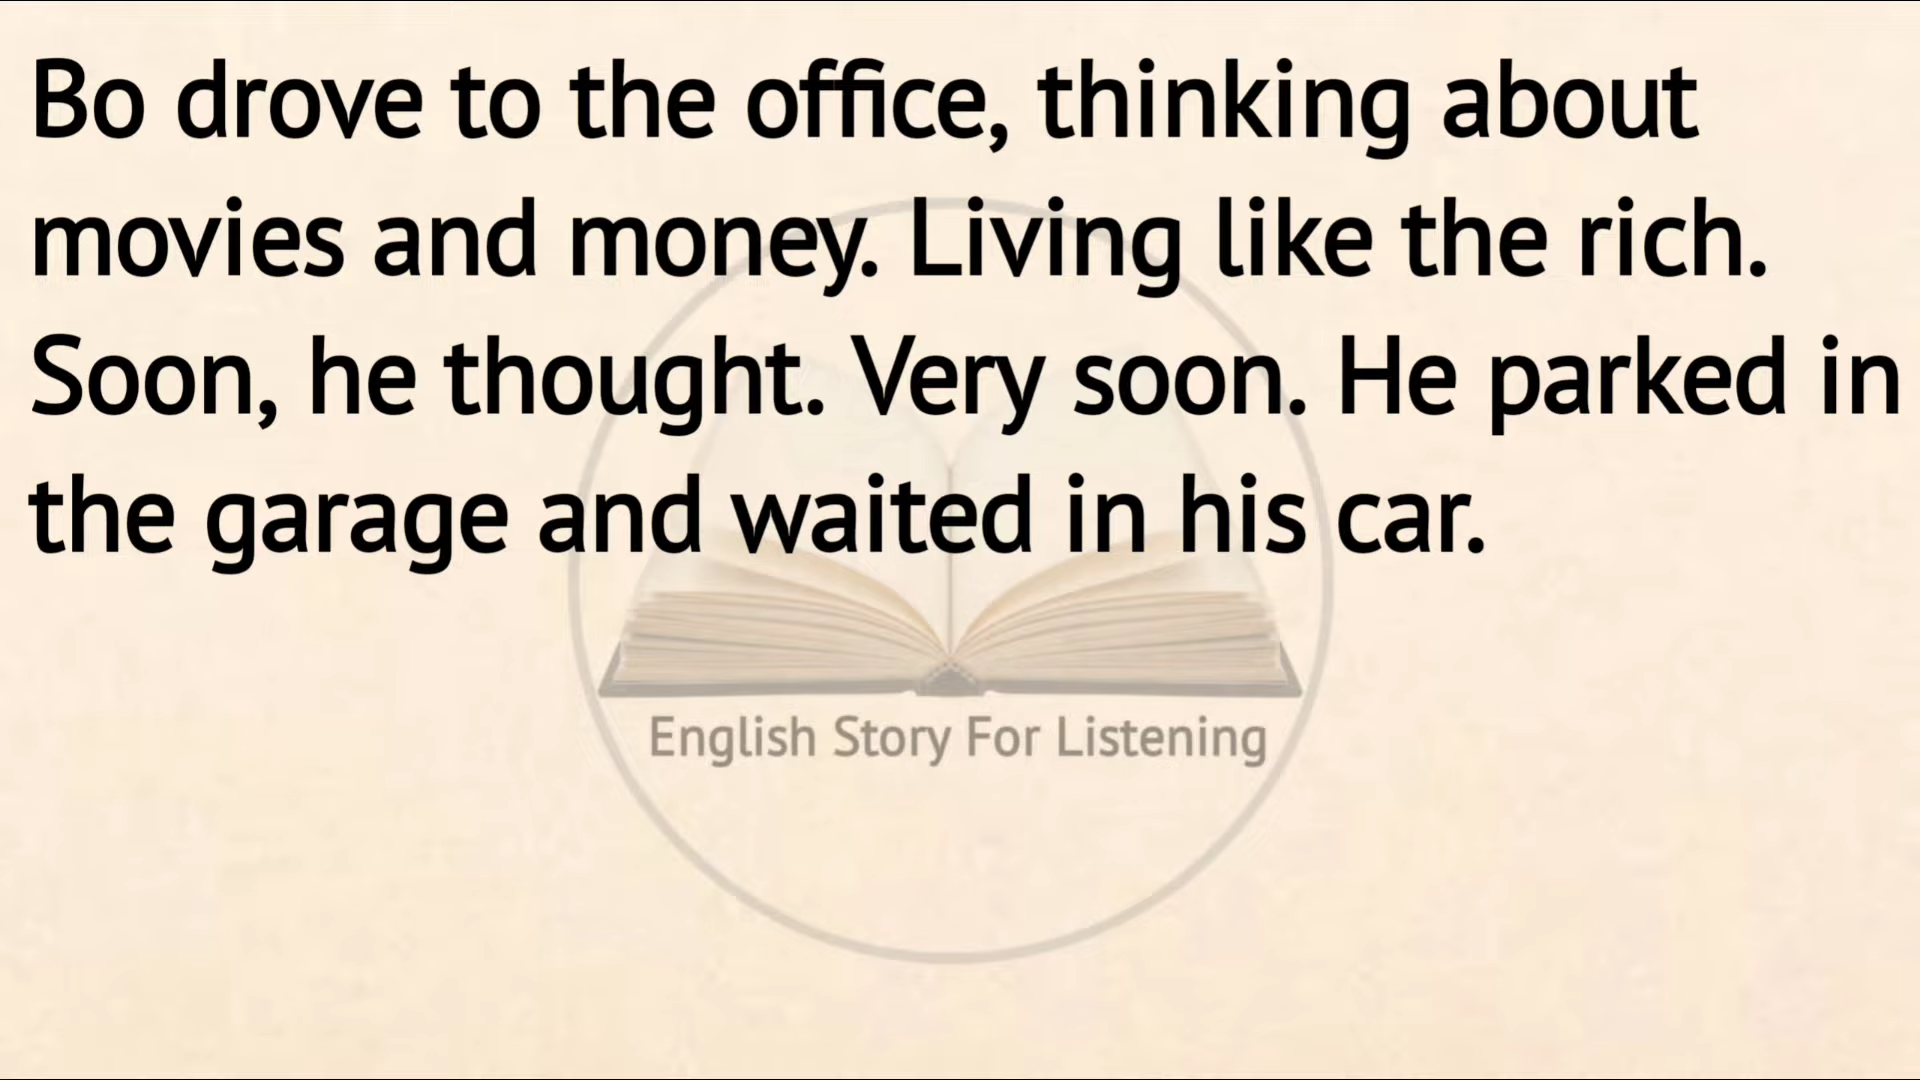 Bo drove to the office, thinking about
movies and money. Living like the rich.
Soon, he thought. Very soon. He parked in
the garage and waited in his car.
English Story For Listening